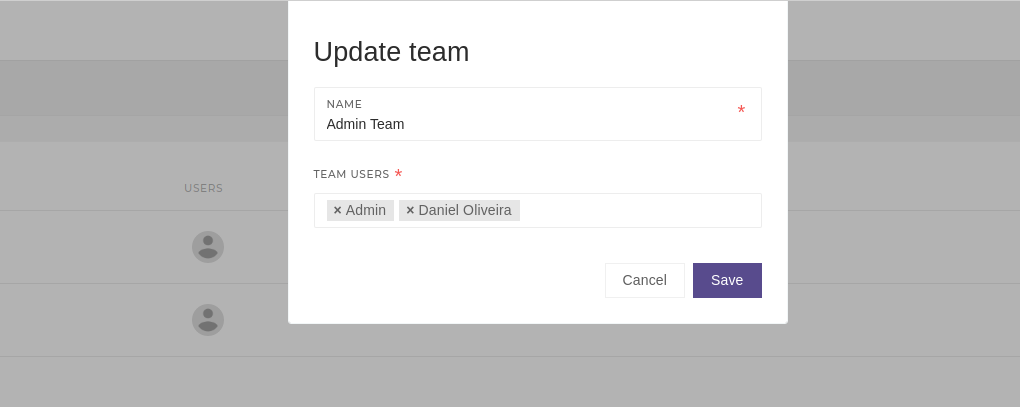 Update team
NAME
*
Admin Team
TEAM USERS *
USERS
× Admin × Daniel Oliveira
Cancel Save